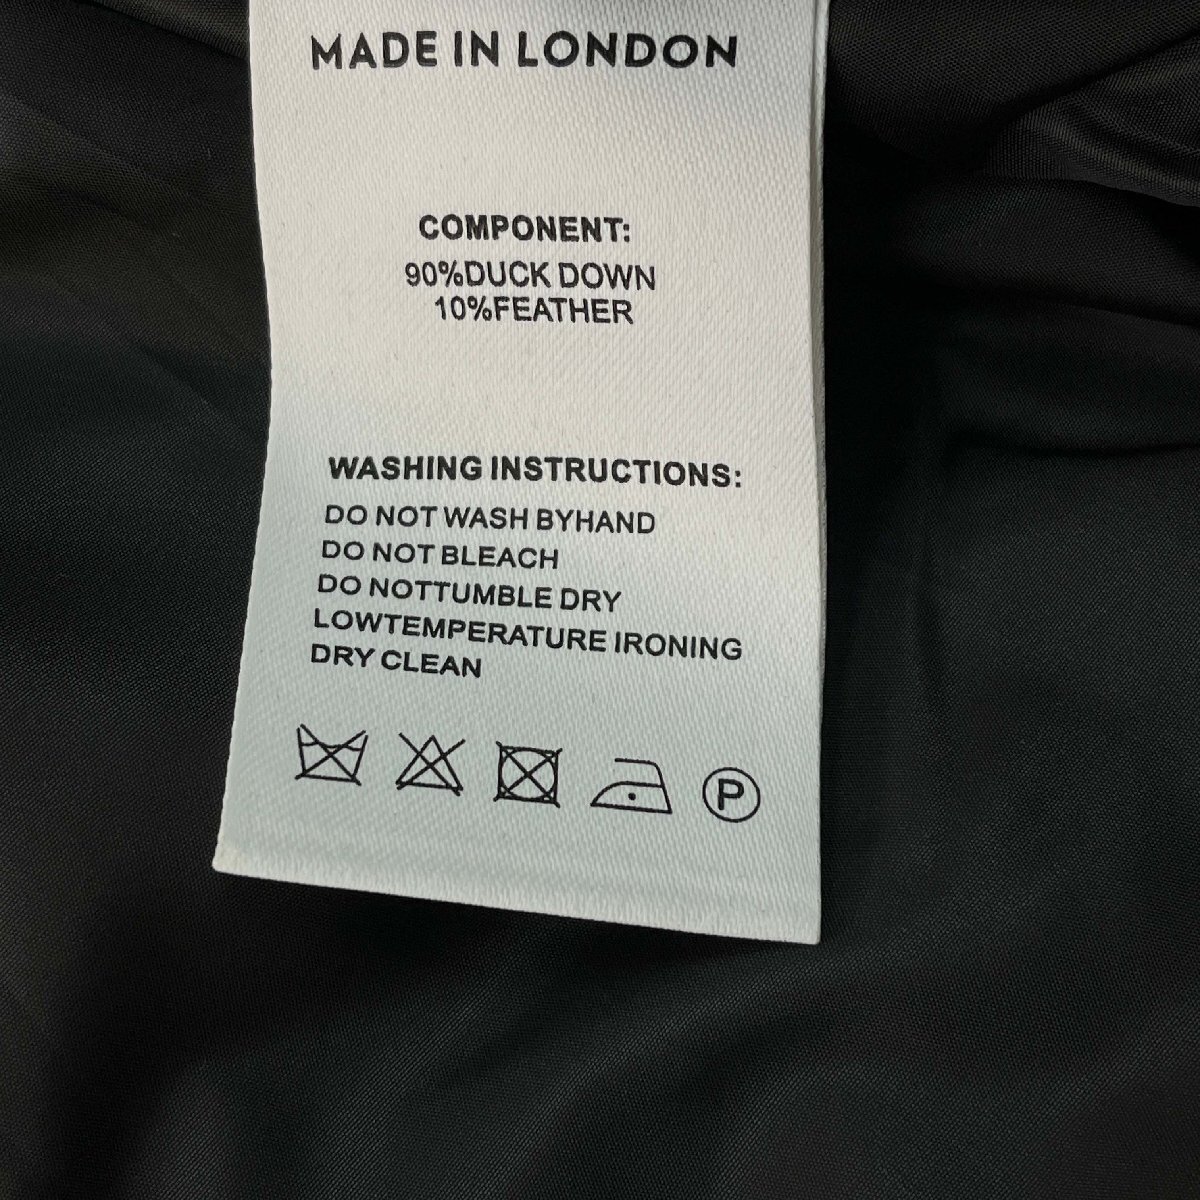 MADE IN LONDON
COMPONENT:
90%DUCK DOWN
10%FEATHER
WASHING INSTRUCTIONS:
DO NOT WASH BYHAND
DO NOT BLEACH
DO NOTTUMBLE DRY
LOWTEMPERATURE IRONING
DRY CLEAN
P